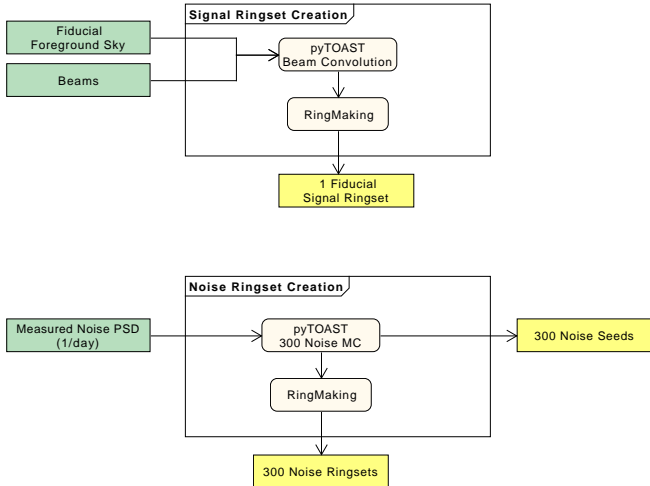 Signal Ringset Creation
Fiducial
Foreground Sky
Beams
pyTOAST
Beam Convolution
RingMaking
1 Fiducial
Signal Ringset
Noise Ringset Creation
Measured Noise PSD
(1/day)
pyTOAST
300 Noise MC
300 Noise Seeds
RingMaking
300 Noise Ringsets